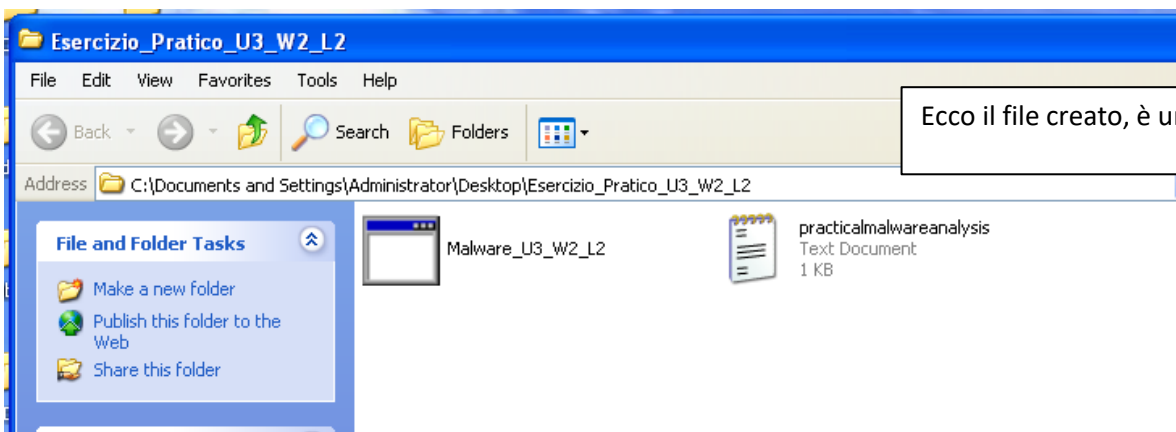 Esercizio_Pratico_U3_W2_L2
File Edit View Favorites Tools Help
Back Search Folders
Ecco il file creato, è
Address C:\Documents and Settings\Administrator\Desktop\Esercizio_Pratico_U3_W2_L2
File and Folder Tasks
Make a new folder
Publish this folder to the
Web
Share this folder
Malware_U3_W2_L2
practicalmalwareanalysis
Text Document
1 KB